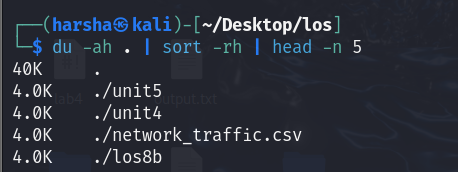 ┌──(harsha㉿kali)-[~/Desktop/los]
└─$ du -ah . | sort -rh | head -n 5
40K     .
4.0K    ./unit5
4.0K    ./unit4
4.0K    ./network_traffic.csv
4.0K    ./los8b